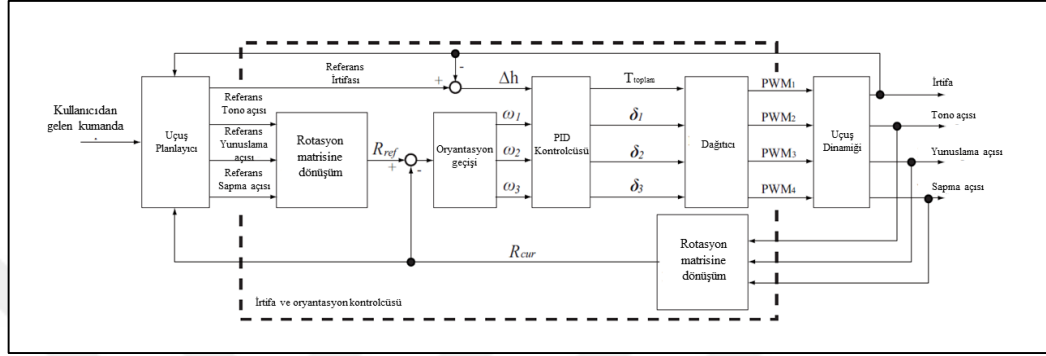 Kullanıcıdan
gelen kumanda
Uçuş
Planlayıcı
Referans
İrtifası
Referans
Tono açısı
Referans
Yunuslama
açısı
Referans
Sapma açısı
Rotasyon
matrisine
dönüşüm
R_ref
+
-
+
-
Δh
Oryantasyon
geçişi
ω1
ω2
ω3
PID
Kontrolcüsü
T_toplam
δ1
δ2
δ3
Dağıtıcı
PWM1
PWM2
PWM3
PWM4
Uçuş
Dinamiği
İrtifa
Tono açısı
Yunuslama açısı
Sapma açısı
Rotasyon
matrisine
dönüşüm
R_cur
İrtifa ve oryantasyon kontrolcüsü